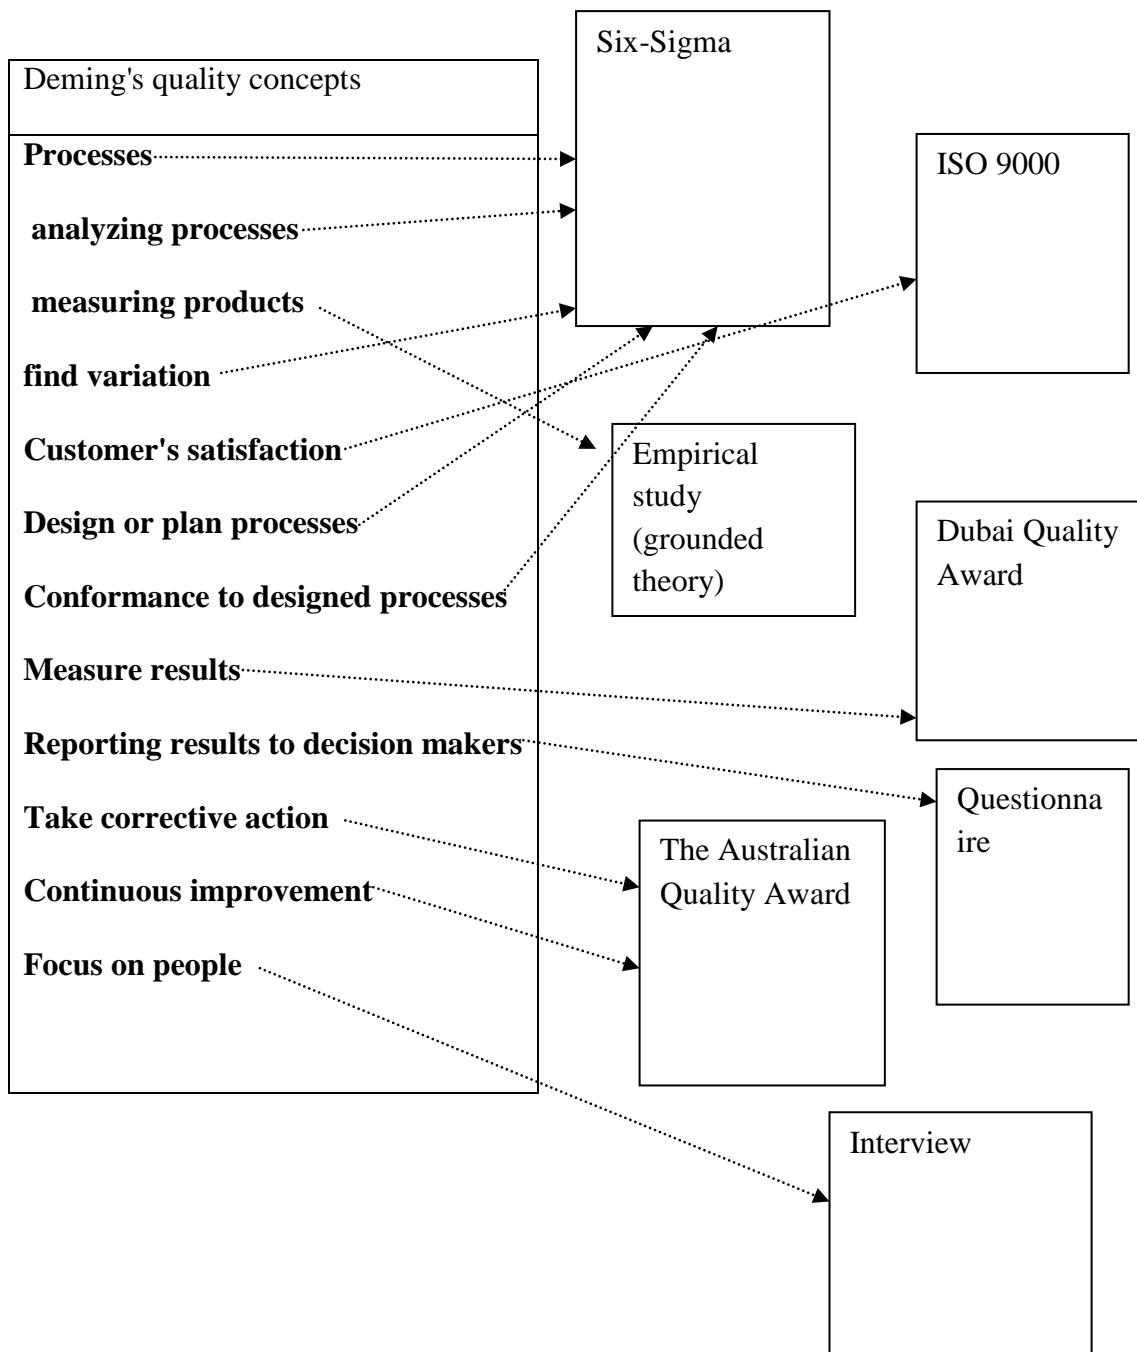 Six-Sigma
Deming's quality concepts
Processes
analyzing processes
measuring products
find variation
Customer's satisfaction
Design or plan processes
Conformance to designed processes
Measure results
Reporting results to decision makers
Take corrective action
Continuous improvement
Focus on people
ISO 9000
Empirical
study
(grounded
theory)
Dubai Quality
Award
Questionna
ire
The Australian
Quality Award
Interview